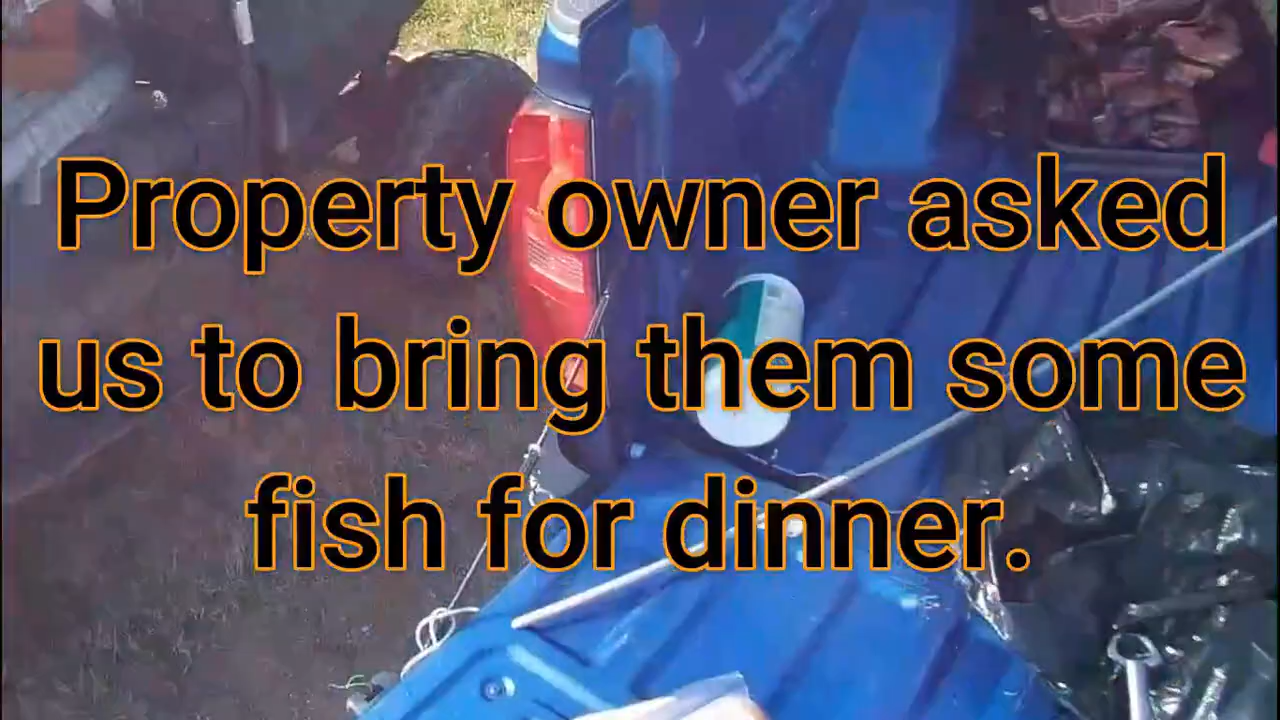 Property owner asked
us to bring them some
fish for dinner.